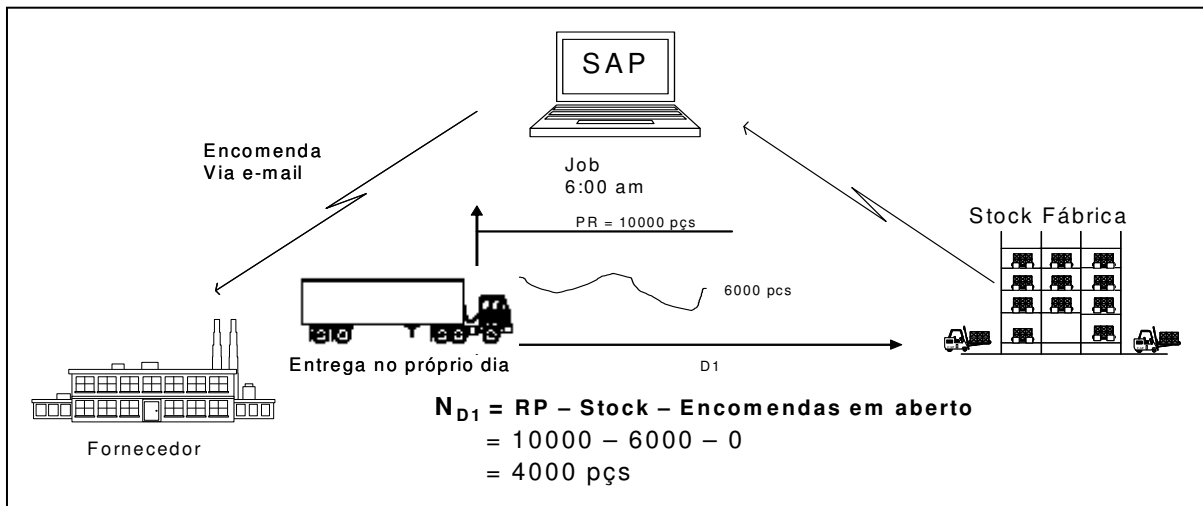 SAP
Encomenda
Via e-mail
Job
6:00 am
PR = 10000 pçs
Stock Fábrica
6000 pcs
Entrega no próprio dia
D1
Fornecedor
N D1 = RP – Stock – Encomendas em aberto
= 10000 – 6000 – 0
= 4000 pçs